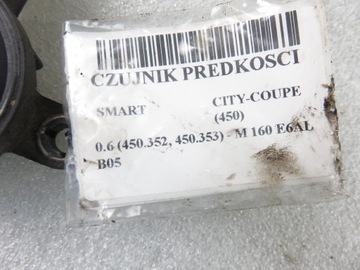 CZUJNIK PREDKOSCI
SMART CITY-COUPE
(450)
0.6 (450.352, 450.353) - M 160 E6AL
B05